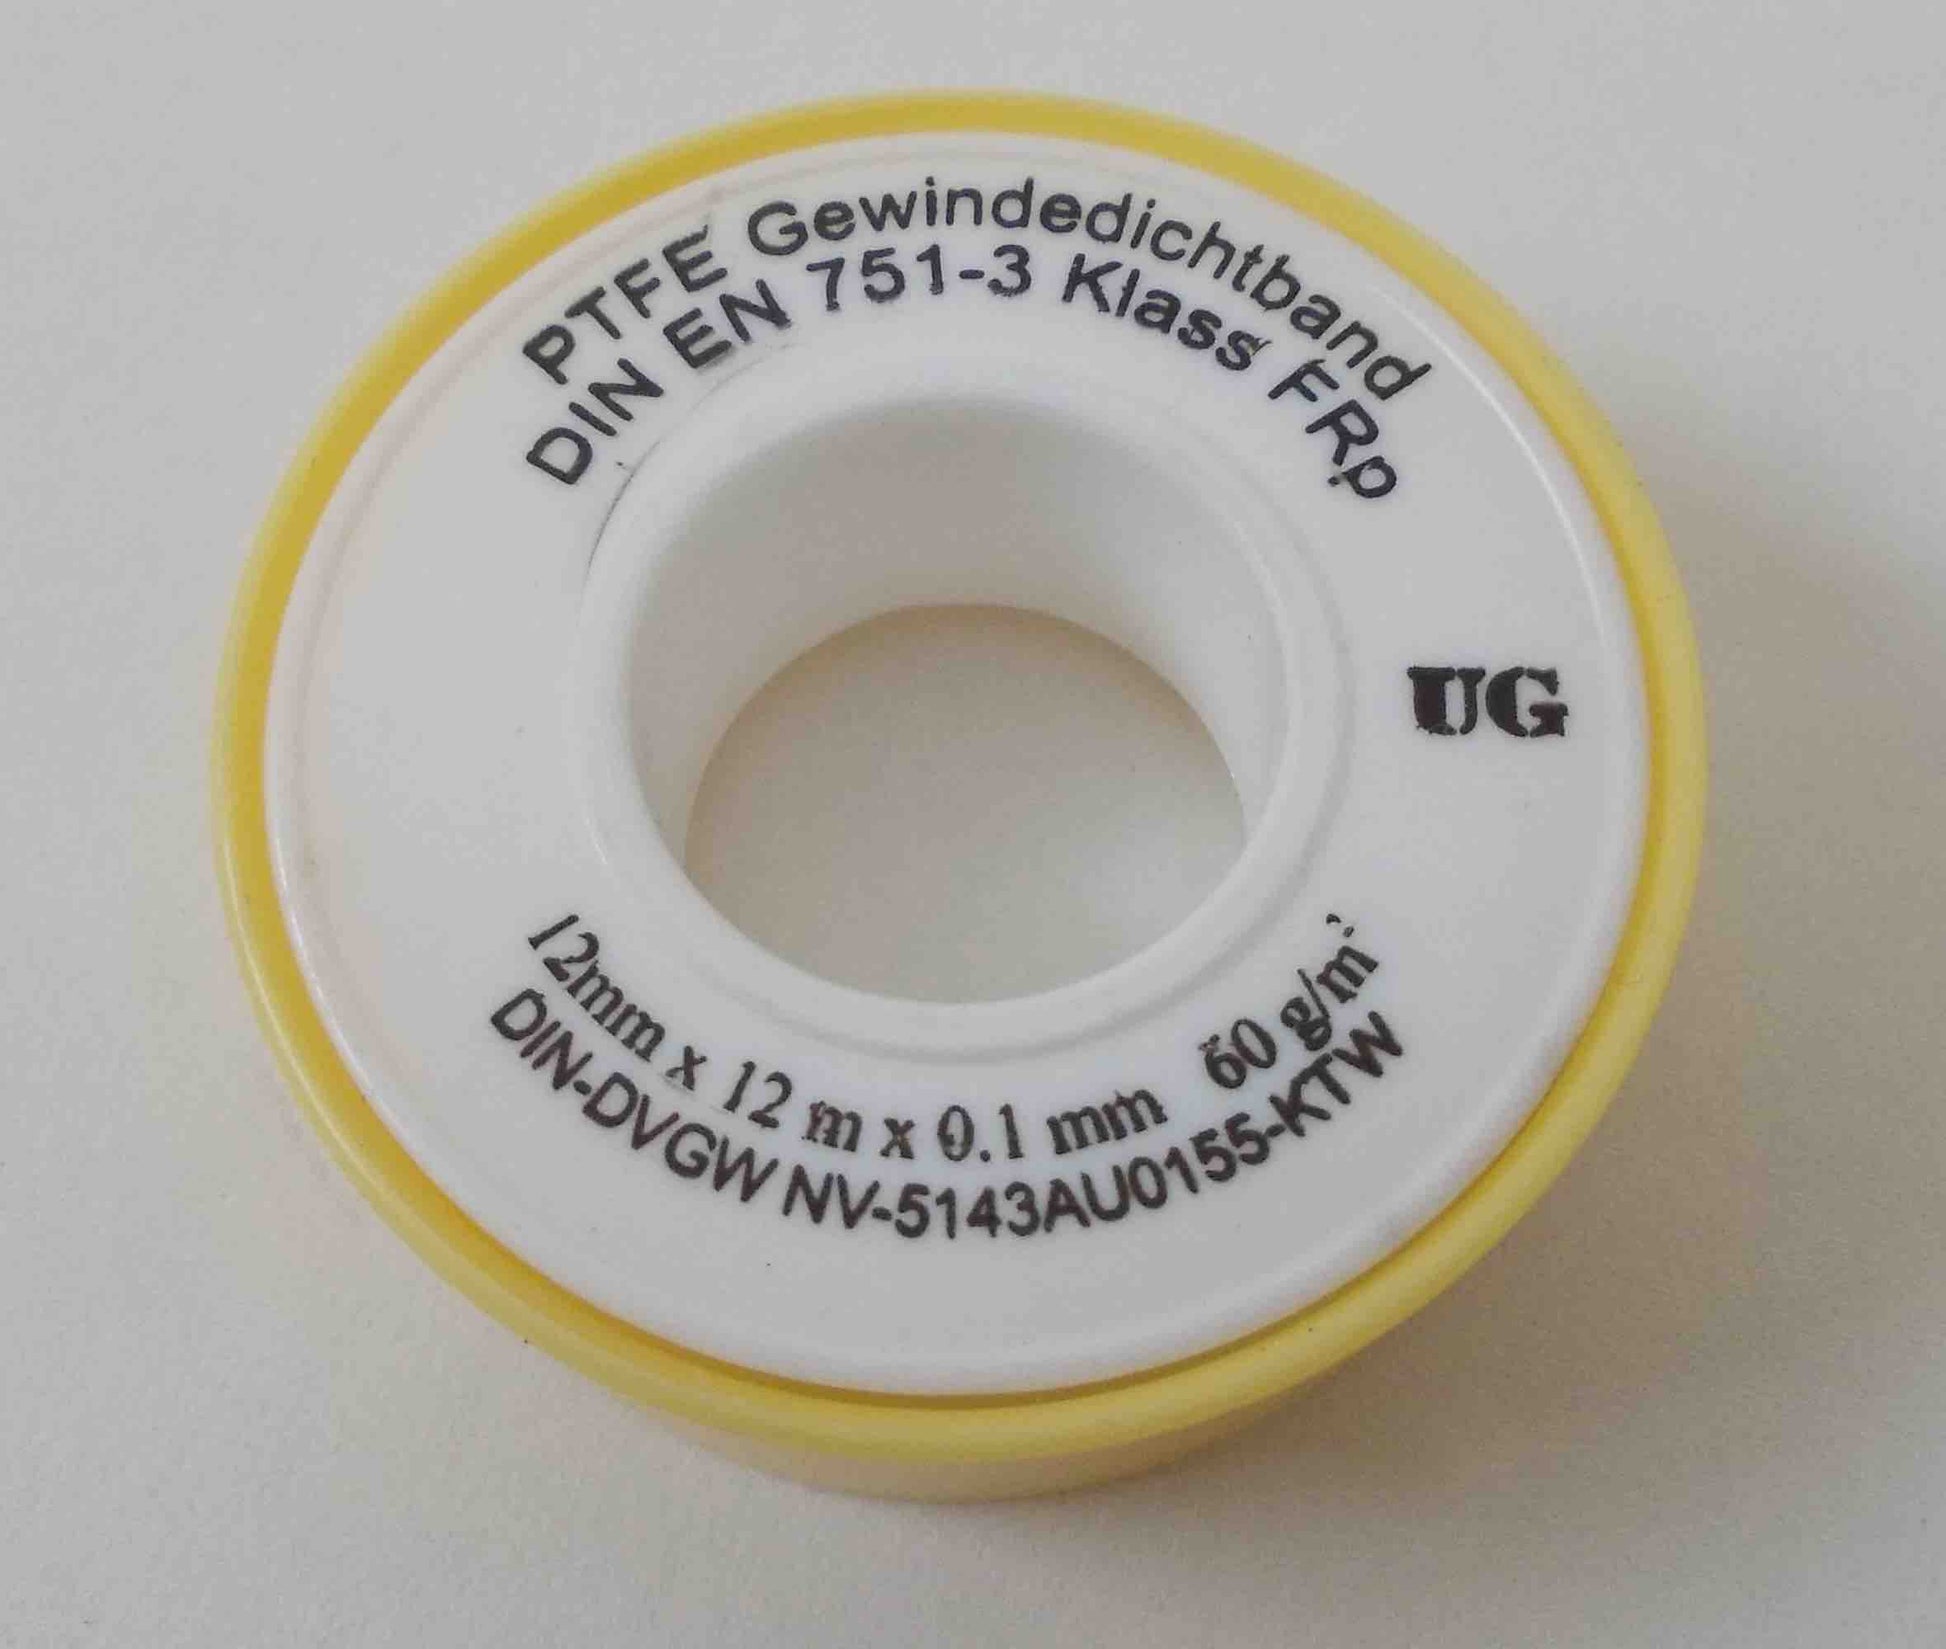 PTFE Gewindedichtband
DIN EN 751-3 Klass FRp
UG
12mm x 12 m x 0.1 mm 60 g/m²
DIN-DVGW NV-5143AU0155-KTW